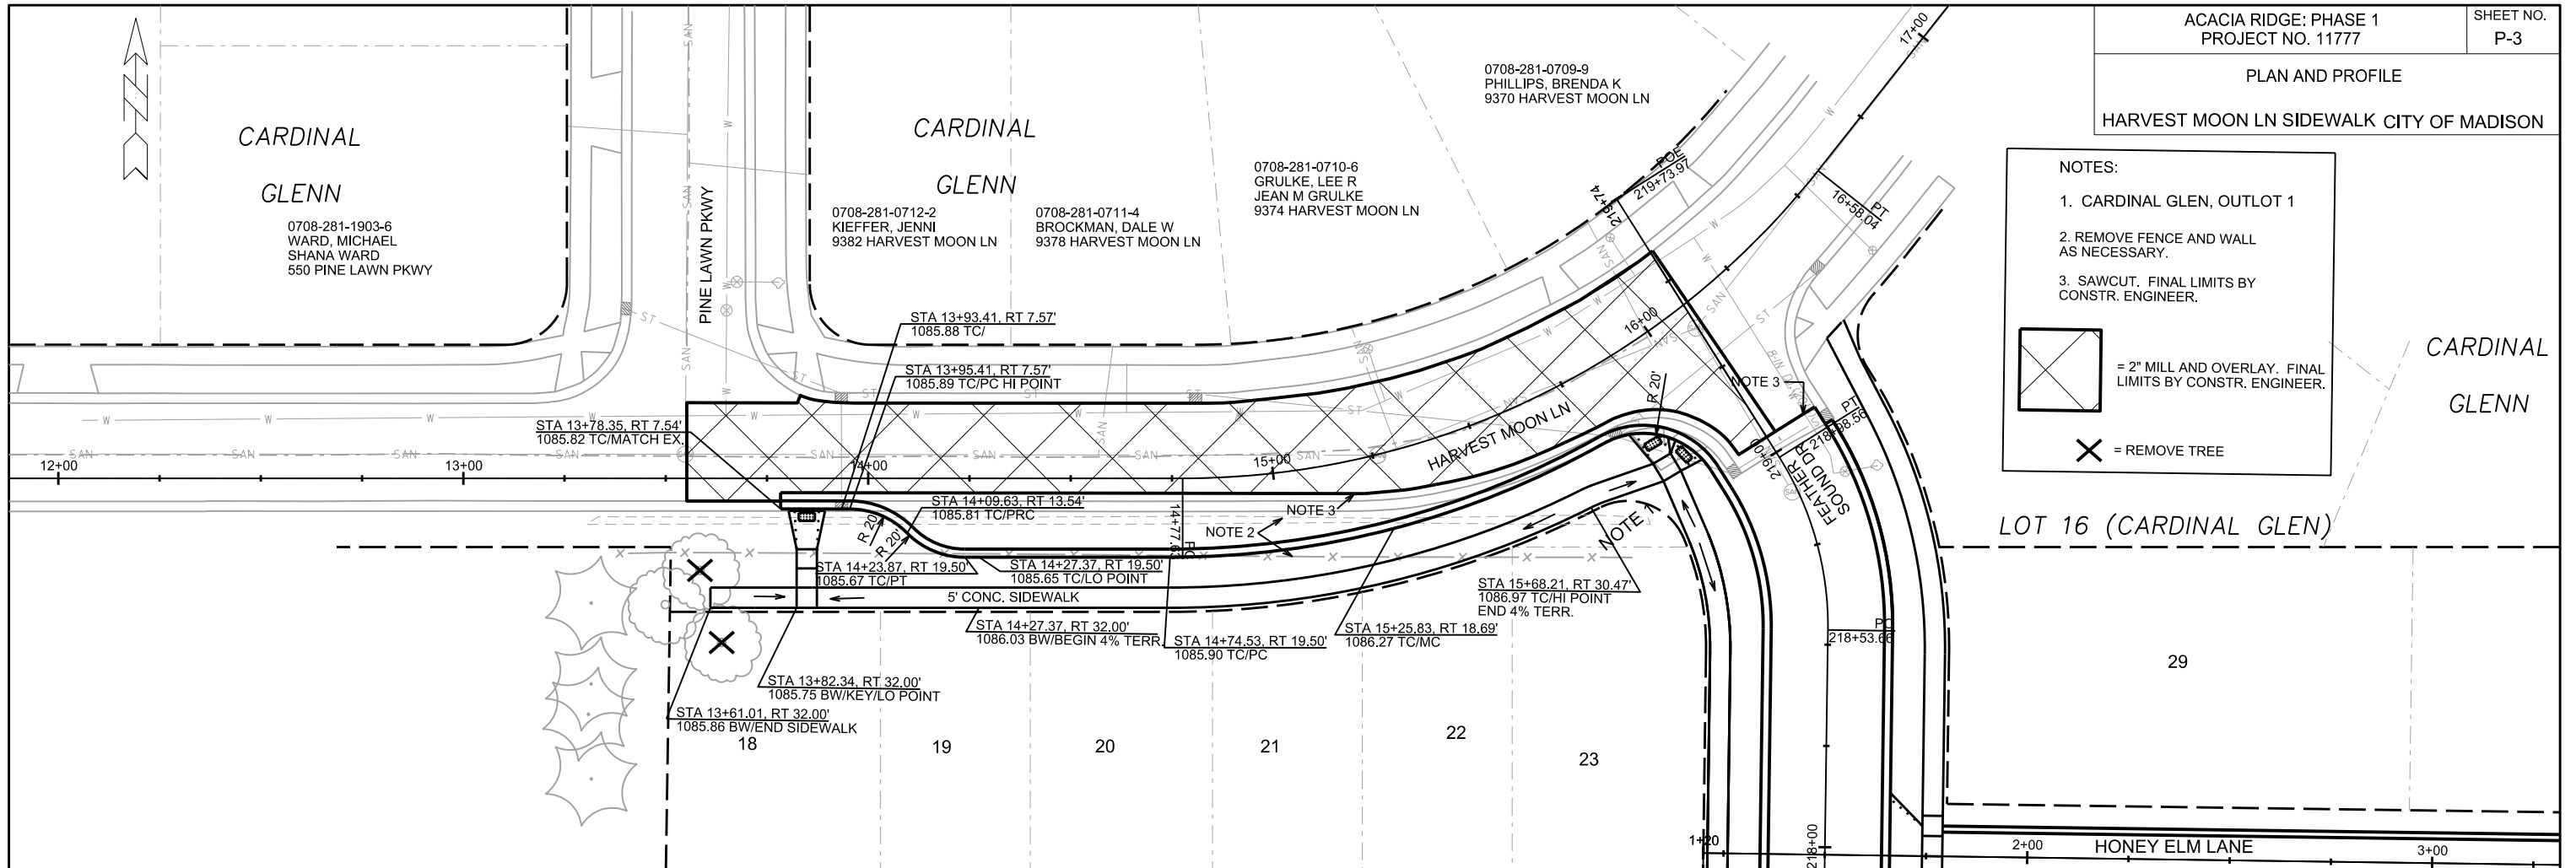 ACACIA RIDGE: PHASE 1
PROJECT NO. 11777
SHEET NO.
P-3
PLAN AND PROFILE
HARVEST MOON LN SIDEWALK CITY OF MADISON
NOTES:
1. CARDINAL GLEN, OUTLOT 1
2. REMOVE FENCE AND WALL
AS NECESSARY.
3. SAWCUT. FINAL LIMITS BY
CONSTR. ENGINEER.
= 2" MILL AND OVERLAY. FINAL
LIMITS BY CONSTR. ENGINEER.
= REMOVE TREE
N
CARDINAL
GLENN
0708-281-1903-6
WARD, MICHAEL
SHANA WARD
550 PINE LAWN PKWY
PINE LAWN PKWY
CARDINAL
GLENN
0708-281-0712-2
KIEFFER, JENNI
9382 HARVEST MOON LN
0708-281-0711-4
BROCKMAN, DALE W
9378 HARVEST MOON LN
0708-281-0710-6
GRULKE, LEE R
JEAN M GRULKE
9374 HARVEST MOON LN
0708-281-0709-9
PHILLIPS, BRENDA K
9370 HARVEST MOON LN
17+00
POE
219+73.97
219+74
PT
16+58.04
CARDINAL
GLENN
STA 13+93.41, RT 7.57'
1085.88 TC/
STA 13+95.41, RT 7.57'
1085.89 TC/PC HI POINT
STA 13+78.35, RT 7.54'
1085.82 TC/MATCH EX.
12+00
13+00
14+00
15+00
16+00
HARVEST MOON LN
R 20'
NOTE 3
PT
218+98.56
219+00
FEATHER
SOUND DR
STA 14+09.63, RT 13.54'
1085.81 TC/PRC
R 20'
R 20'
14+77.63
PC
NOTE 2
NOTE 3
NOTE 1
LOT 16 (CARDINAL GLEN)
STA 14+23.87, RT 19.50'
1085.67 TC/PT
STA 14+27.37, RT 19.50'
1085.65 TC/LO POINT
5' CONC. SIDEWALK
STA 15+68.21, RT 30.47'
1086.97 TC/HI POINT
END 4% TERR.
STA 14+27.37, RT 32.00'
1086.03 BW/BEGIN 4% TERR.
STA 14+74.53, RT 19.50'
1085.90 TC/PC
STA 15+25.83, RT 18.69'
1086.27 TC/MC
218+53.66
STA 13+82.34, RT 32.00'
1085.75 BW/KEY/LO POINT
STA 13+61.01, RT 32.00'
1085.86 BW/END SIDEWALK
18
19
20
21
22
23
29
1+20
218+00
2+00
HONEY ELM LANE
3+00